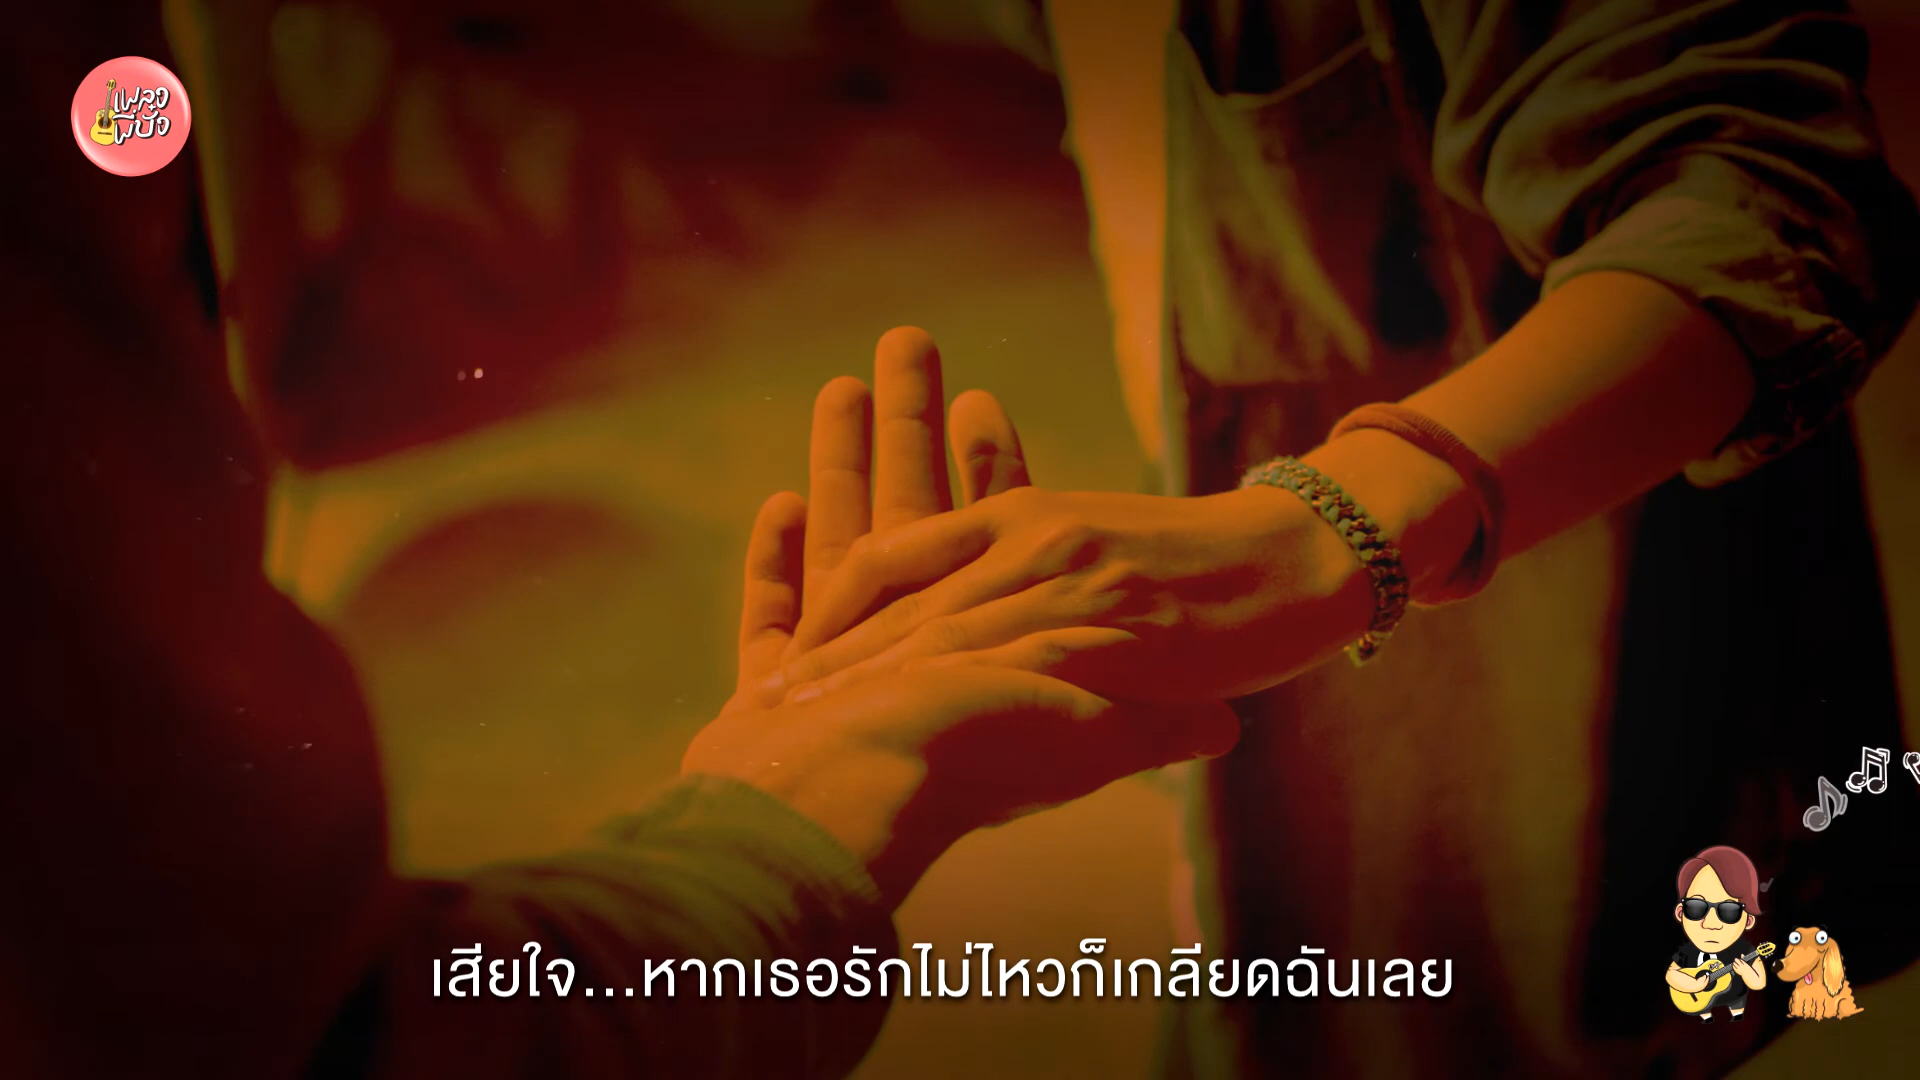 เพลง
พี่บัง
เสียใจ...หากเธอรักไม่ไหวก็เกลียดฉันเลย